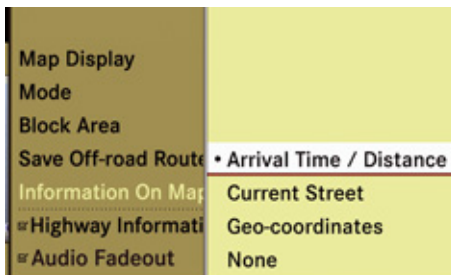 Map Display
Mode
Block Area
Save Off-road Route
Information On Map
Highway Informati
Audio Fadeout
• Arrival Time / Distance
Current Street
Geo-coordinates
None